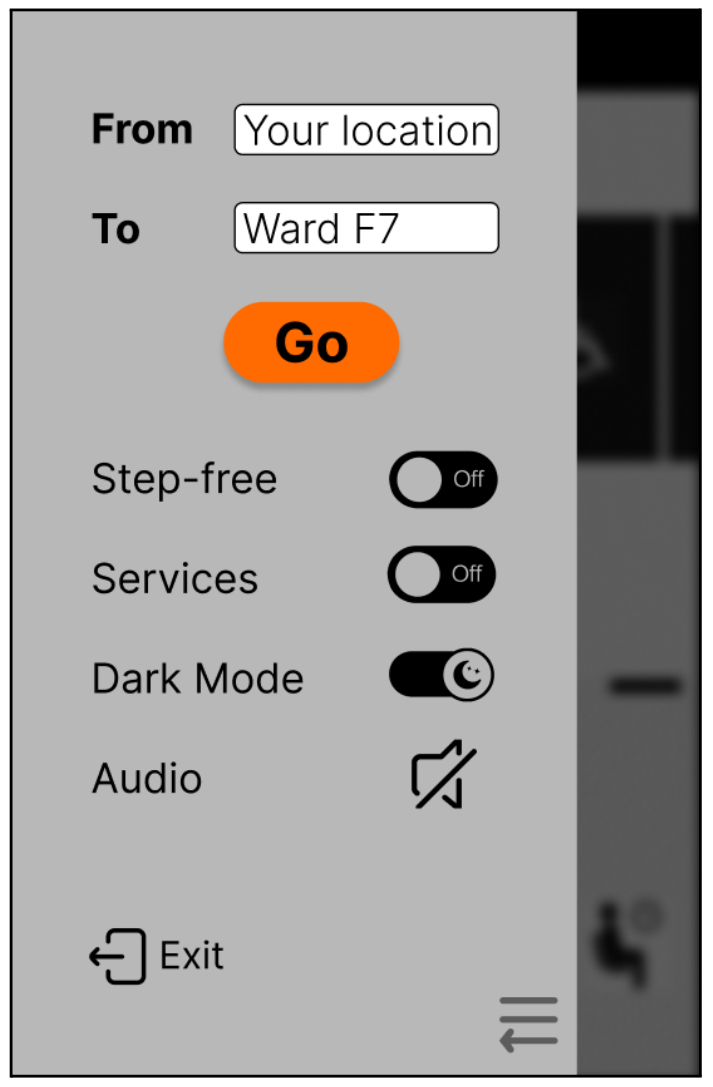 From Your location
To Ward F7
Go
Step-free Off
Services Off
Dark Mode
Audio
Exit